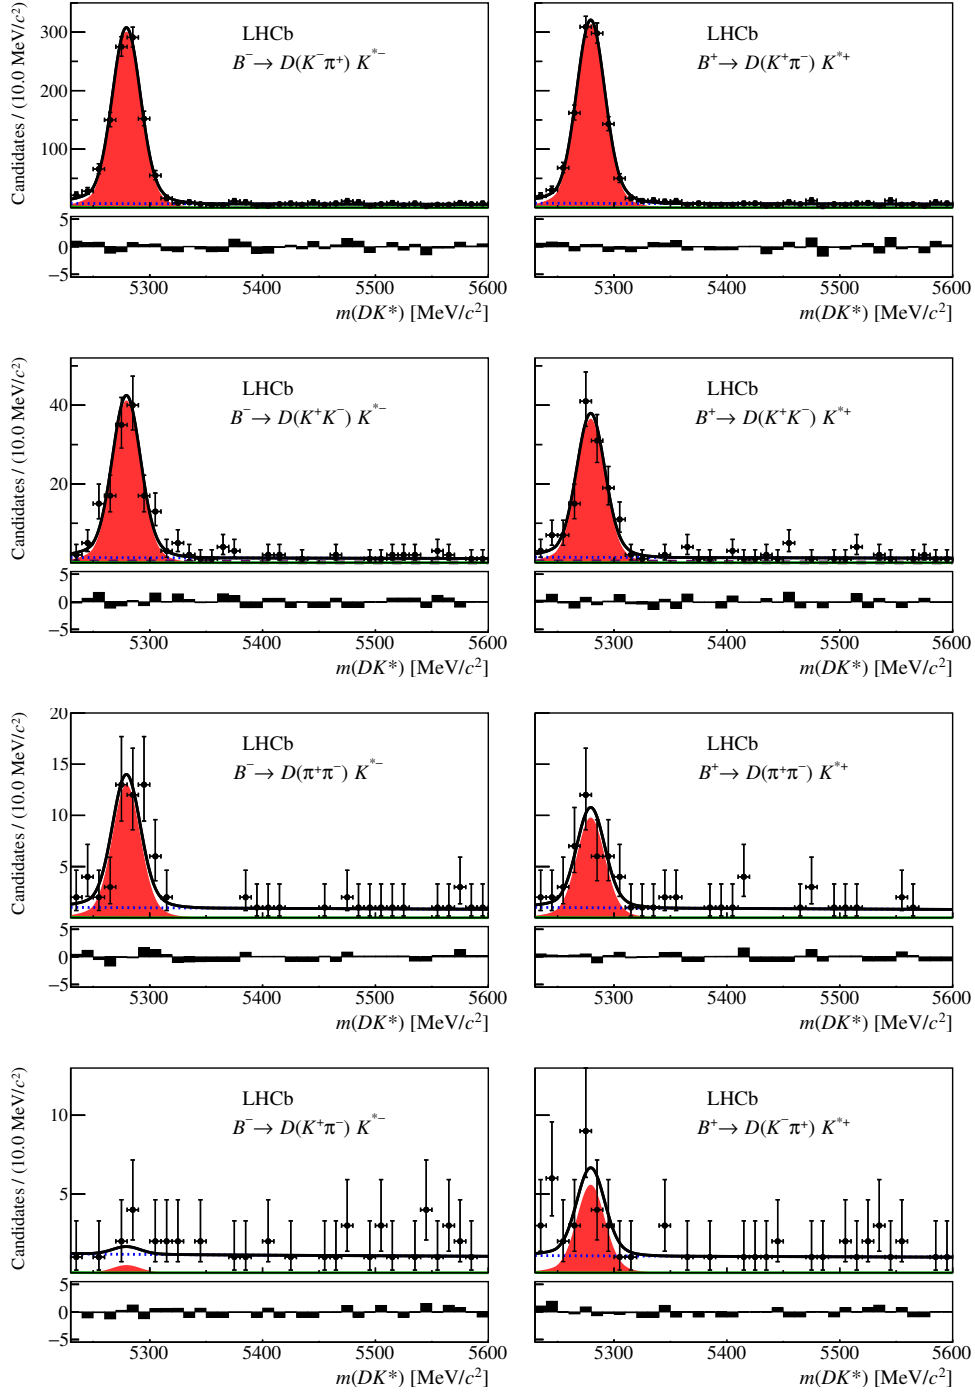 LHCb
B⁻ → D(K⁻π⁺) K*⁻
Candidates / (10.0 MeV/c²)
300
200
100
5
0
−5
5300 5400 5500 5600
m(DK*) [MeV/c²]
LHCb
B⁺ → D(K⁺π⁻) K*⁺
5
0
−5
5300 5400 5500 5600
m(DK*) [MeV/c²]
LHCb
B⁻ → D(K⁺K⁻) K*⁻
Candidates / (10.0 MeV/c²)
40
20
5
0
−5
5300 5400 5500 5600
m(DK*) [MeV/c²]
LHCb
B⁺ → D(K⁺K⁻) K*⁺
5
0
−5
5300 5400 5500 5600
m(DK*) [MeV/c²]
LHCb
B⁻ → D(π⁺π⁻) K*⁻
Candidates / (10.0 MeV/c²)
20
15
10
5
5
0
−5
5300 5400 5500 5600
m(DK*) [MeV/c²]
LHCb
B⁺ → D(π⁺π⁻) K*⁺
5
0
−5
5300 5400 5500 5600
m(DK*) [MeV/c²]
LHCb
B⁻ → D(K⁺π⁻) K*⁻
Candidates / (10.0 MeV/c²)
10
5
5
0
−5
5300 5400 5500 5600
m(DK*) [MeV/c²]
LHCb
B⁺ → D(K⁻π⁺) K*⁺
5
0
−5
5300 5400 5500 5600
m(DK*) [MeV/c²]